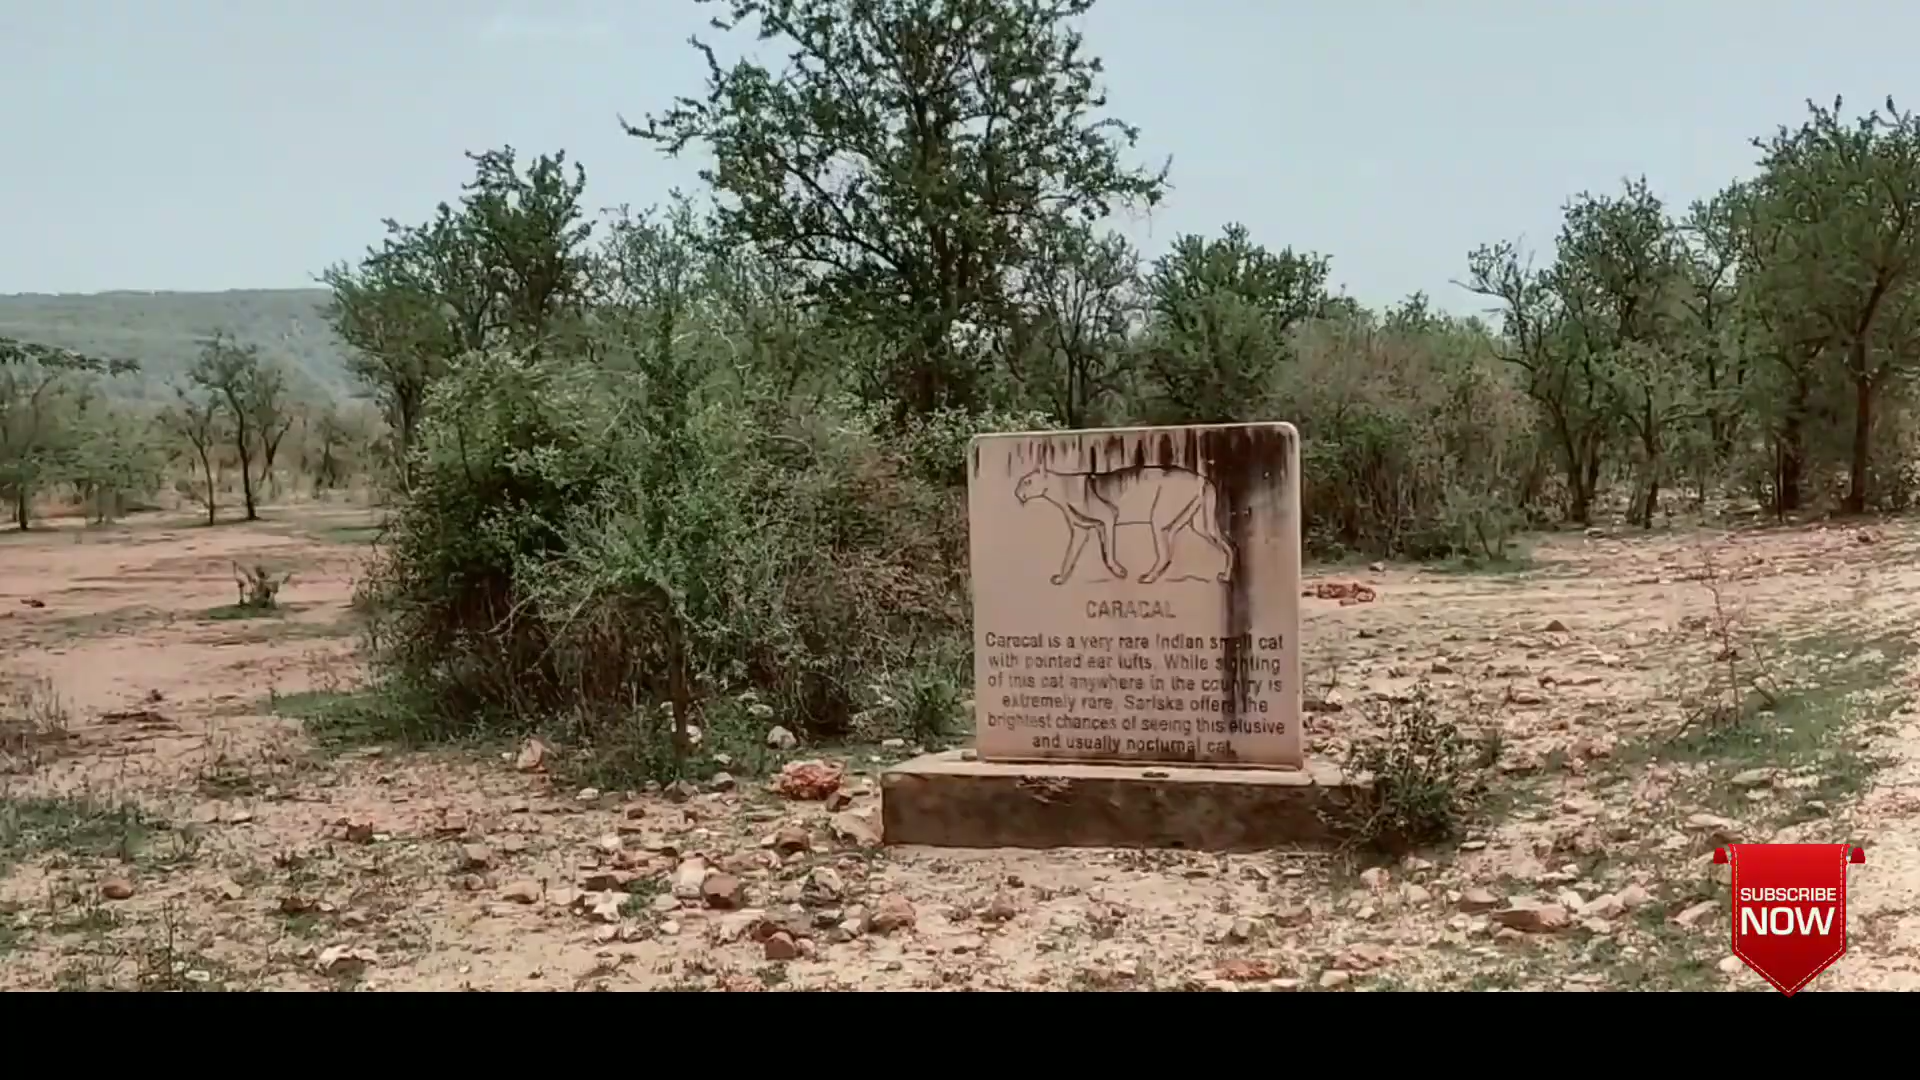 CARACAL
Caracal is a very rare Indian small cat
with pointed ear tufts. While sighting
of this cat anywhere in the country is
extremely rare, Sariska offers the
brightest chances of seeing this elusive
and usually nocturnal cat.
SUBSCRIBE
NOW